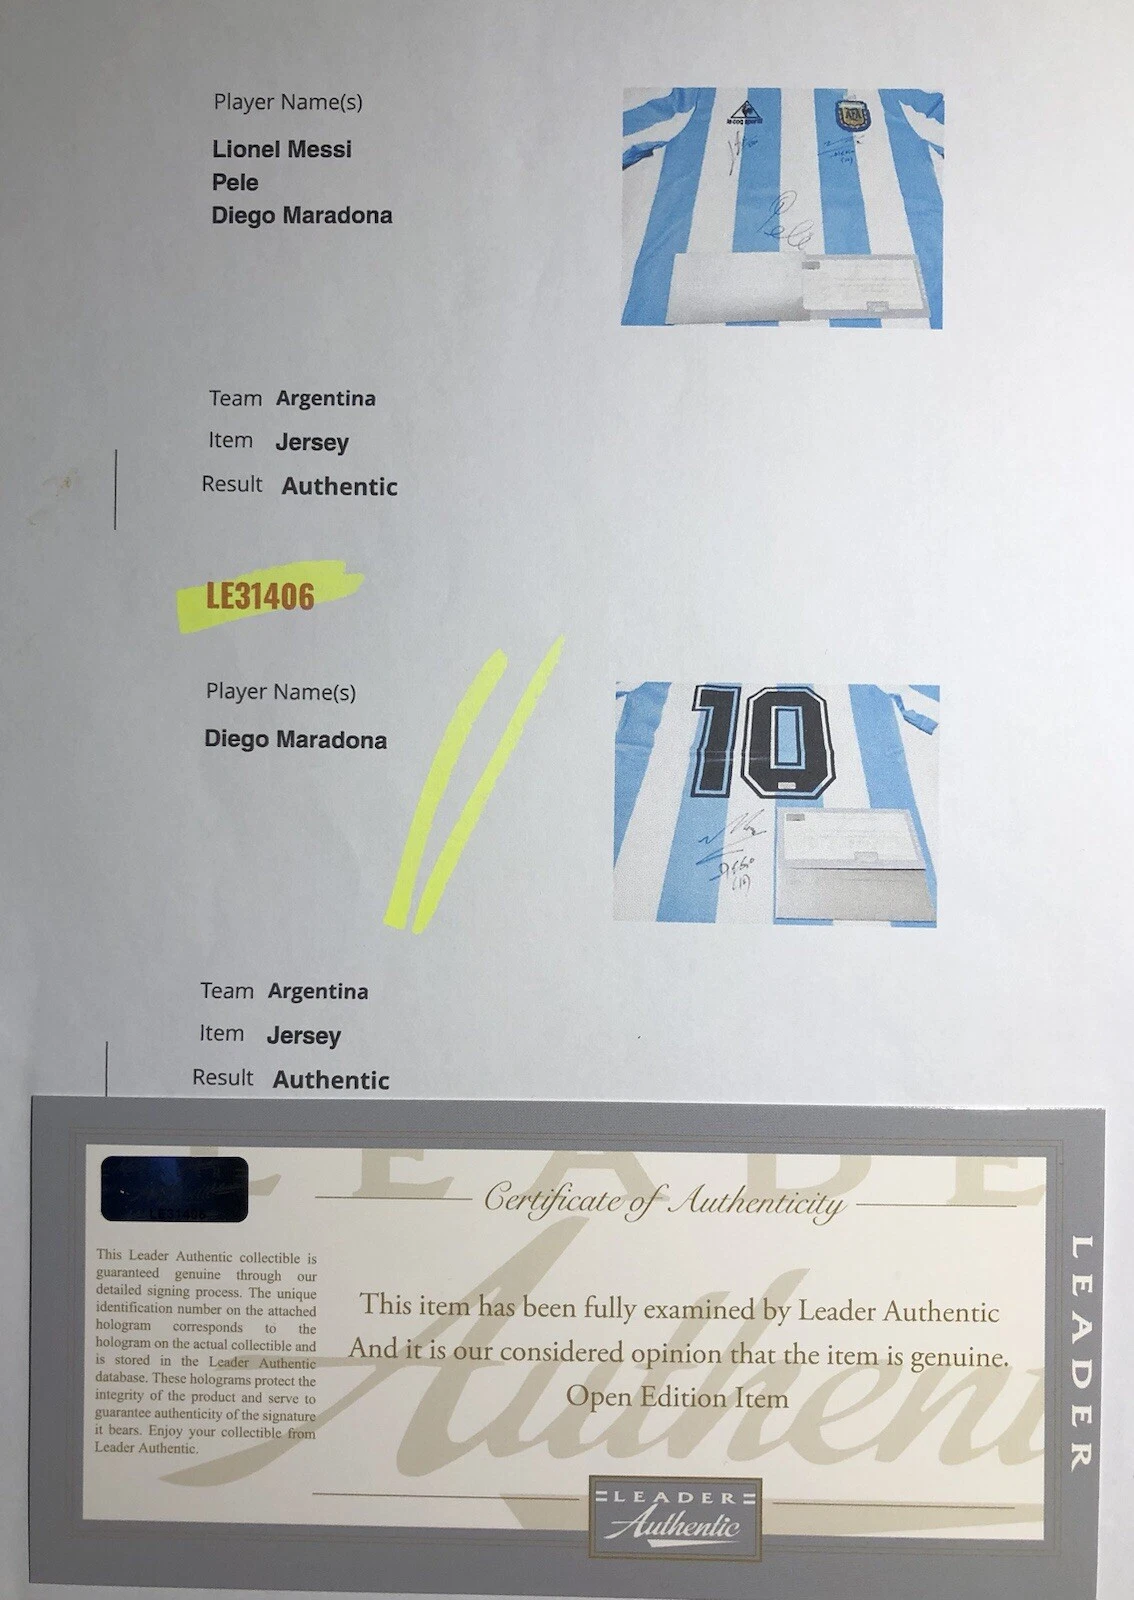 Player Name(s)
Lionel Messi
Pele
Diego Maradona
le coq sportif
AFA
Pele
Team Argentina
Item Jersey
Result Authentic
LE31406
Player Name(s)
Diego Maradona
10
(10)
Team Argentina
Item Jersey
Result Authentic
Certificate of Authenticity
This Leader Authentic collectible is
guaranteed genuine through our
detailed signing process. The unique
identification number on the attached
hologram corresponds to the
hologram on the actual collectible and
is stored in the Leader Authentic
database. These holograms protect the
integrity of the product and serve to
guarantee authenticity of the signature
it bears. Enjoy your collectible from
Leader Authentic.
This item has been fully examined by Leader Authentic
And it is our considered opinion that the item is genuine.
Open Edition Item
LEADER
Authentic
LEADER